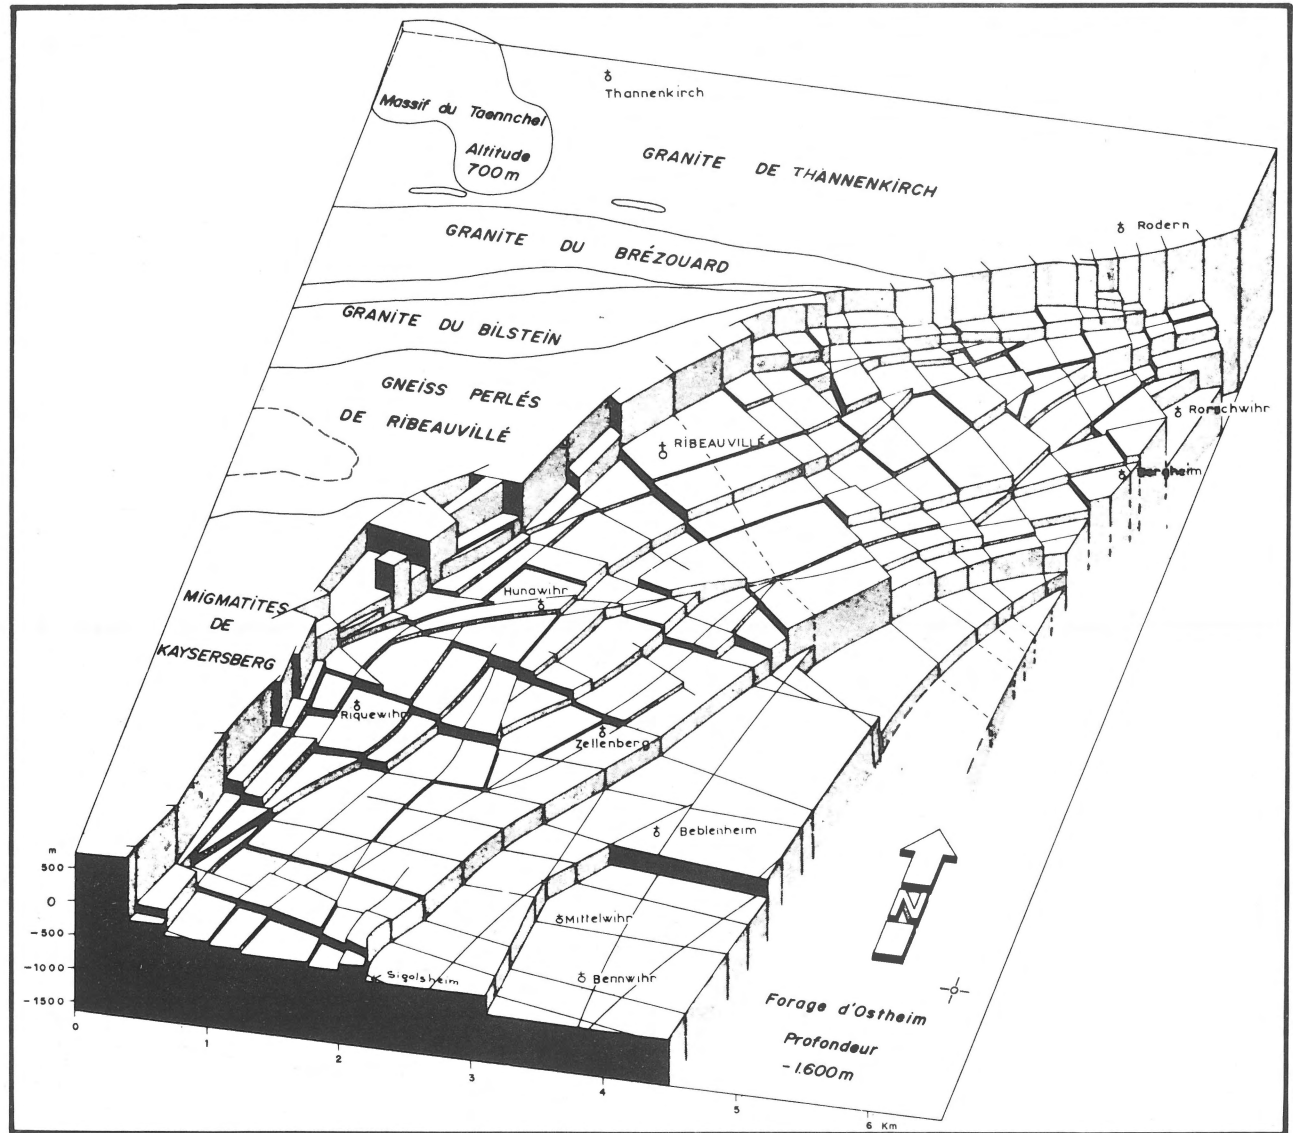 Thannenkirch
Massif du Taennchel
Altitude
700 m
GRANITE DE THANNENKIRCH
Rodern
GRANITE DU BRÉZOUARD
GRANITE DU BILSTEIN
GNEISS PERLÉS
DE RIBEAUVILLÉ
Rorschwihr
RIBEAUVILLÉ
Bergheim
Hunawihr
MIGMATITES
DE
KAYSERSBERG
Riquewihr
Zellenberg
Beblenheim
m
500
0
-500
-1000
-1500
Mittelwihr
Sigolsheim
Bennwihr
N
Forage d'Ostheim
Profondeur
-1.600m
0
1
2
3
4
5
6 Km